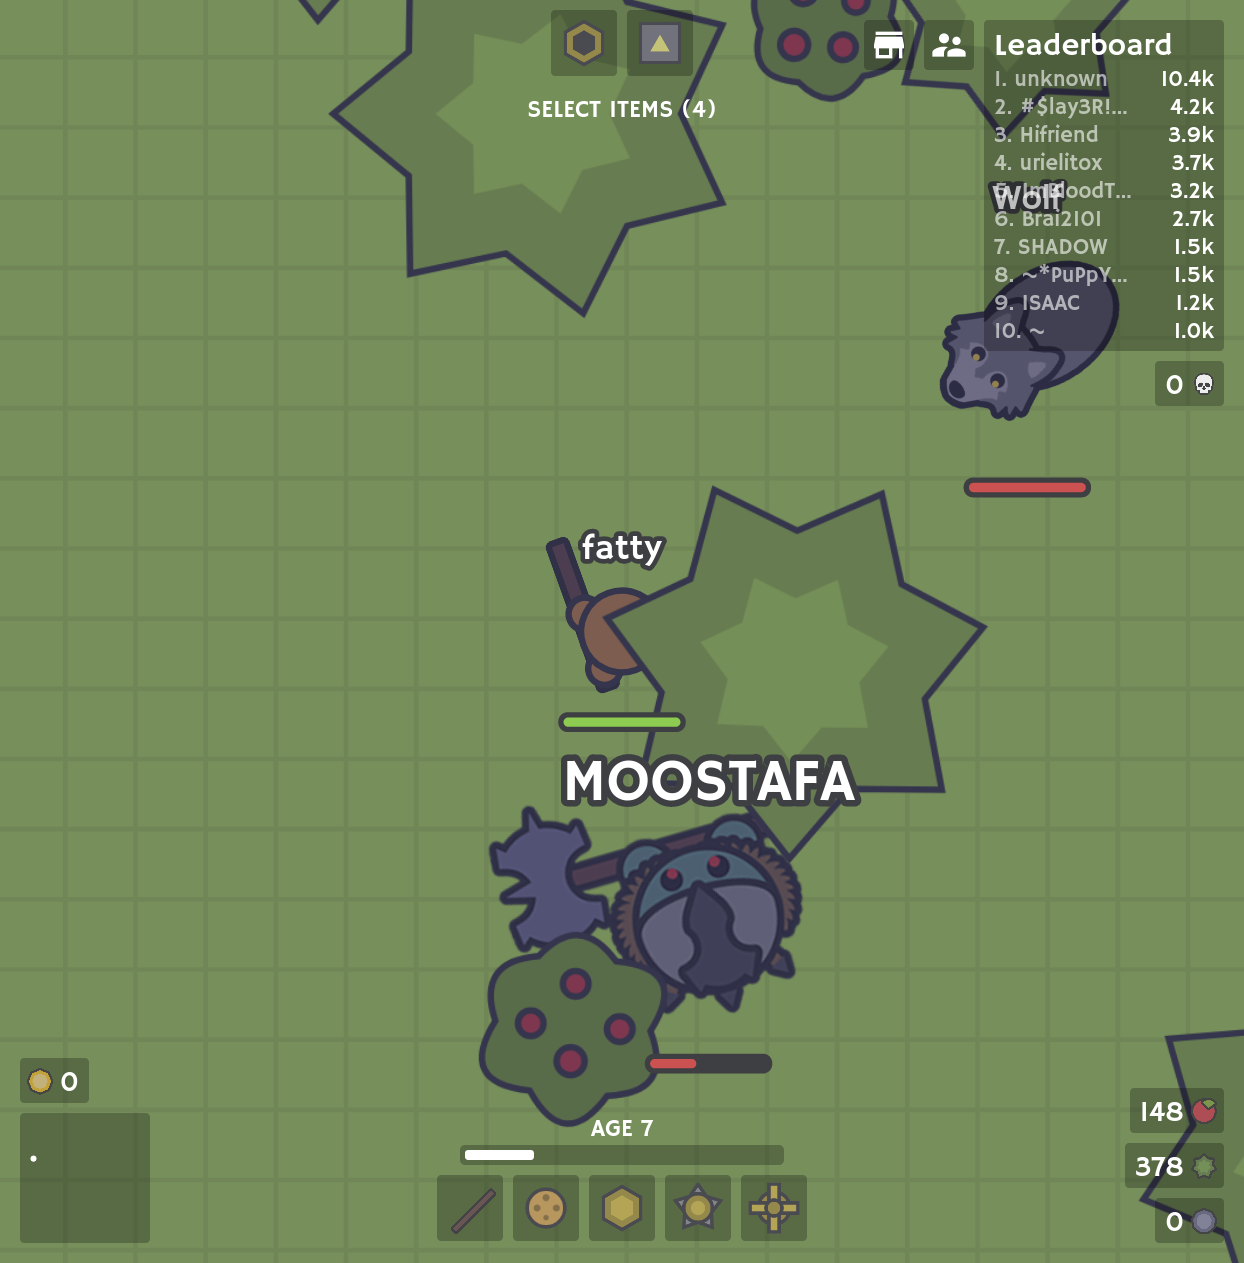 SELECT ITEMS (4)
Leaderboard
1. unknown 10.4k
2. #$lay3R!... 4.2k
3. Hifriend 3.9k
4. urielitox 3.7k
5. ImBloodT... 3.2k
Wolf
6. Brai2101 2.7k
7. SHADOW 1.5k
8. ~*PuPpY... 1.5k
9. ISAAC 1.2k
10. ~ 1.0k
0
fatty
MOOSTAFA
0
148
AGE 7
378
0